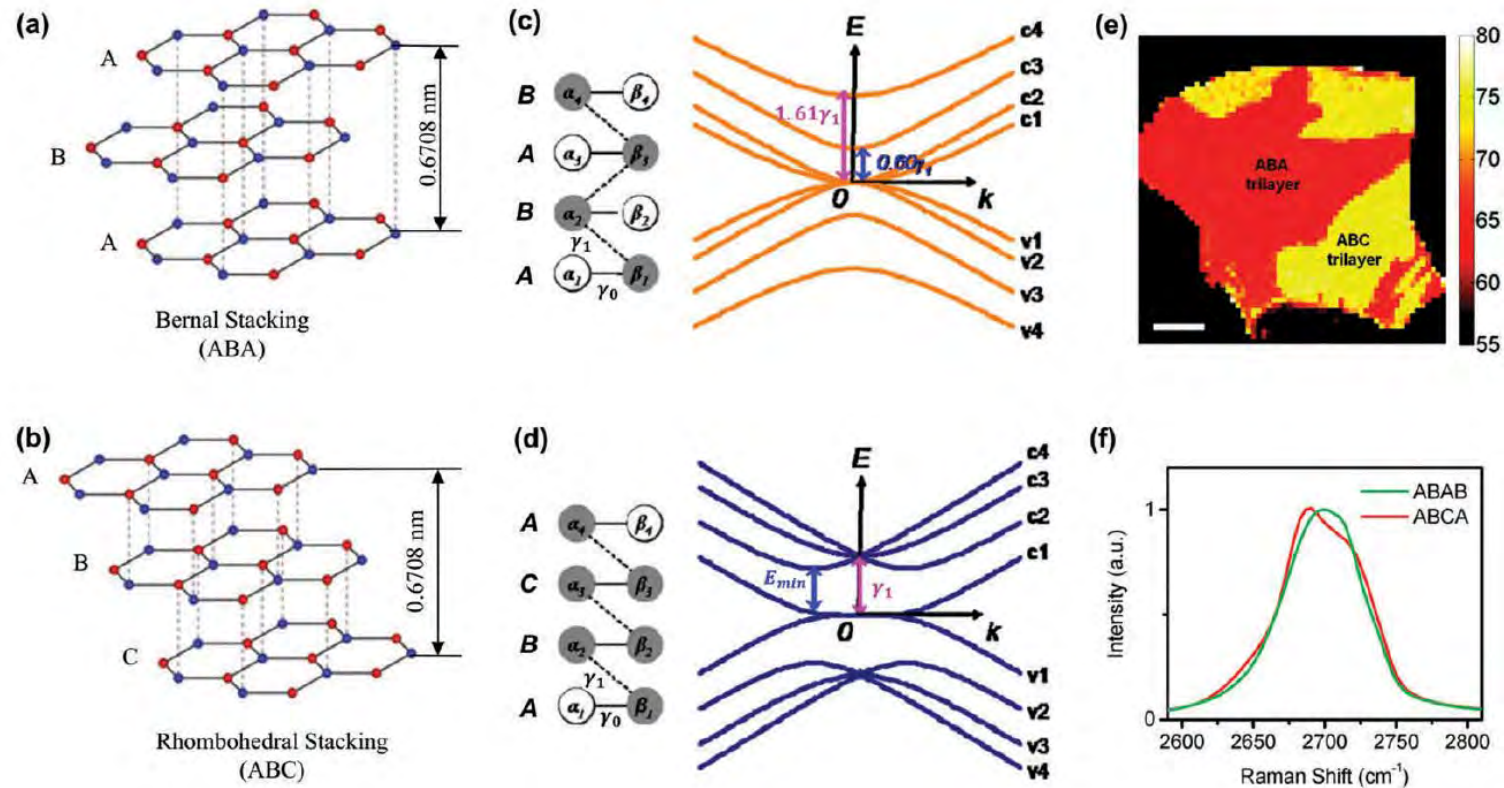 (a)
A
B
A
0.6708 nm
Bernal Stacking
(ABA)
(b)
A
B
C
0.6708 nm
Rhombohedral Stacking
(ABC)
(c)
B α4 β4
A α3 β3
B α2 β2
γ1
A α1 β1
γ0
E
1.61γ1
0.60γ1
0
k
c4
c3
c2
c1
v1
v2
v3
v4
(d)
A α4 β4
C α3 β3
B α2 β2
γ1
A α1 β1
γ0
E
Emin
γ1
0
k
c4
c3
c2
c1
v1
v2
v3
v4
(e)
ABA
trilayer
ABC
trilayer
80
75
70
65
60
55
(f)
Intensity (a.u.)
1
0
ABAB
ABCA
2600 2650 2700 2750 2800
Raman Shift (cm-1)